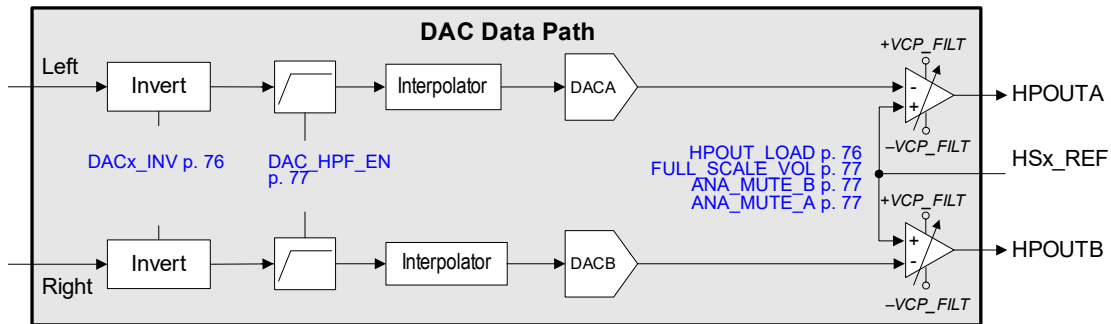 DAC Data Path
+VCP_FILT
Left
Invert
Interpolator
DACA
-
+
HPOUTA
–VCP_FILT
DACx_INV p. 76
DAC_HPF_EN
p. 77
HPOUT_LOAD p. 76
FULL_SCALE_VOL p. 77
ANA_MUTE_B p. 77
ANA_MUTE_A p. 77
HSx_REF
+VCP_FILT
Invert
Interpolator
DACB
+
-
HPOUTB
Right
–VCP_FILT